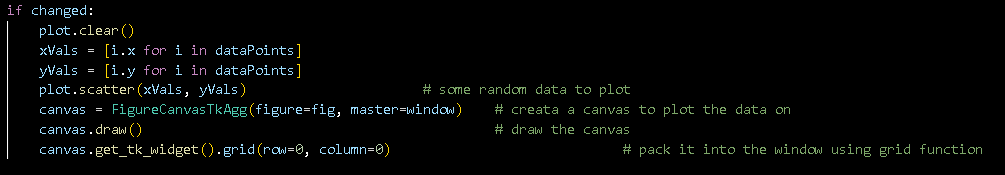 if changed:
plot.clear()
xVals = [i.x for i in dataPoints]
yVals = [i.y for i in dataPoints]
plot.scatter(xVals, yVals) # some random data to plot
canvas = FigureCanvasTkAgg(figure=fig, master=window) # creata a canvas to plot the data on
canvas.draw() # draw the canvas
canvas.get_tk_widget().grid(row=0, column=0) # pack it into the window using grid function